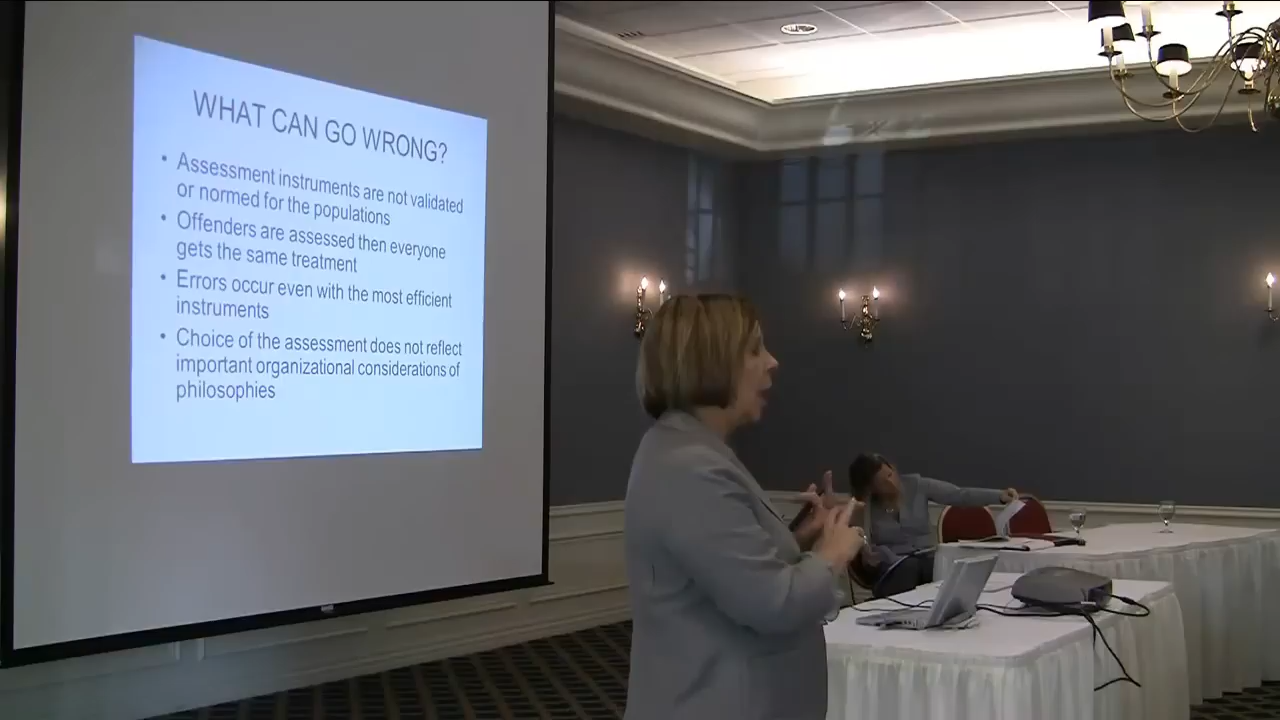 WHAT CAN GO WRONG?
• Assessment instruments are not validated
or normed for the populations
• Offenders are assessed then everyone
gets the same treatment
• Errors occur even with the most efficient
instruments
• Choice of the assessment does not reflect
important organizational considerations of
philosophies